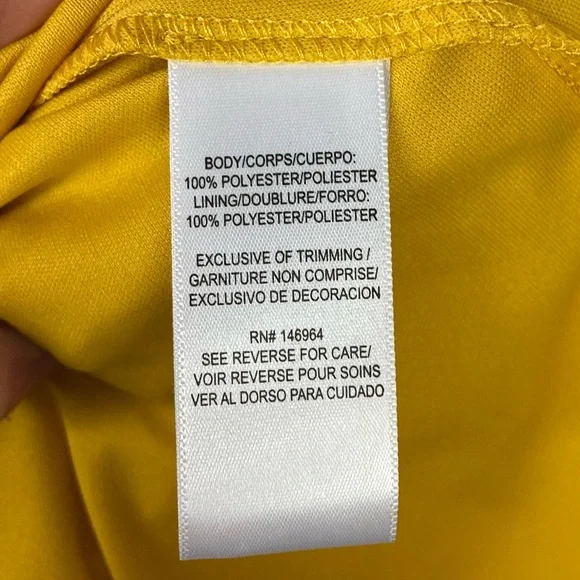 BODY/CORPS/CUERPO:
100% POLYESTER/POLIESTER
LINING/DOUBLURE/FORRO:
100% POLYESTER/POLIESTER
EXCLUSIVE OF TRIMMING /
GARNITURE NON COMPRISE/
EXCLUSIVO DE DECORACION
RN# 146964
SEE REVERSE FOR CARE/
VOIR REVERSE POUR SOINS
VER AL DORSO PARA CUIDADO